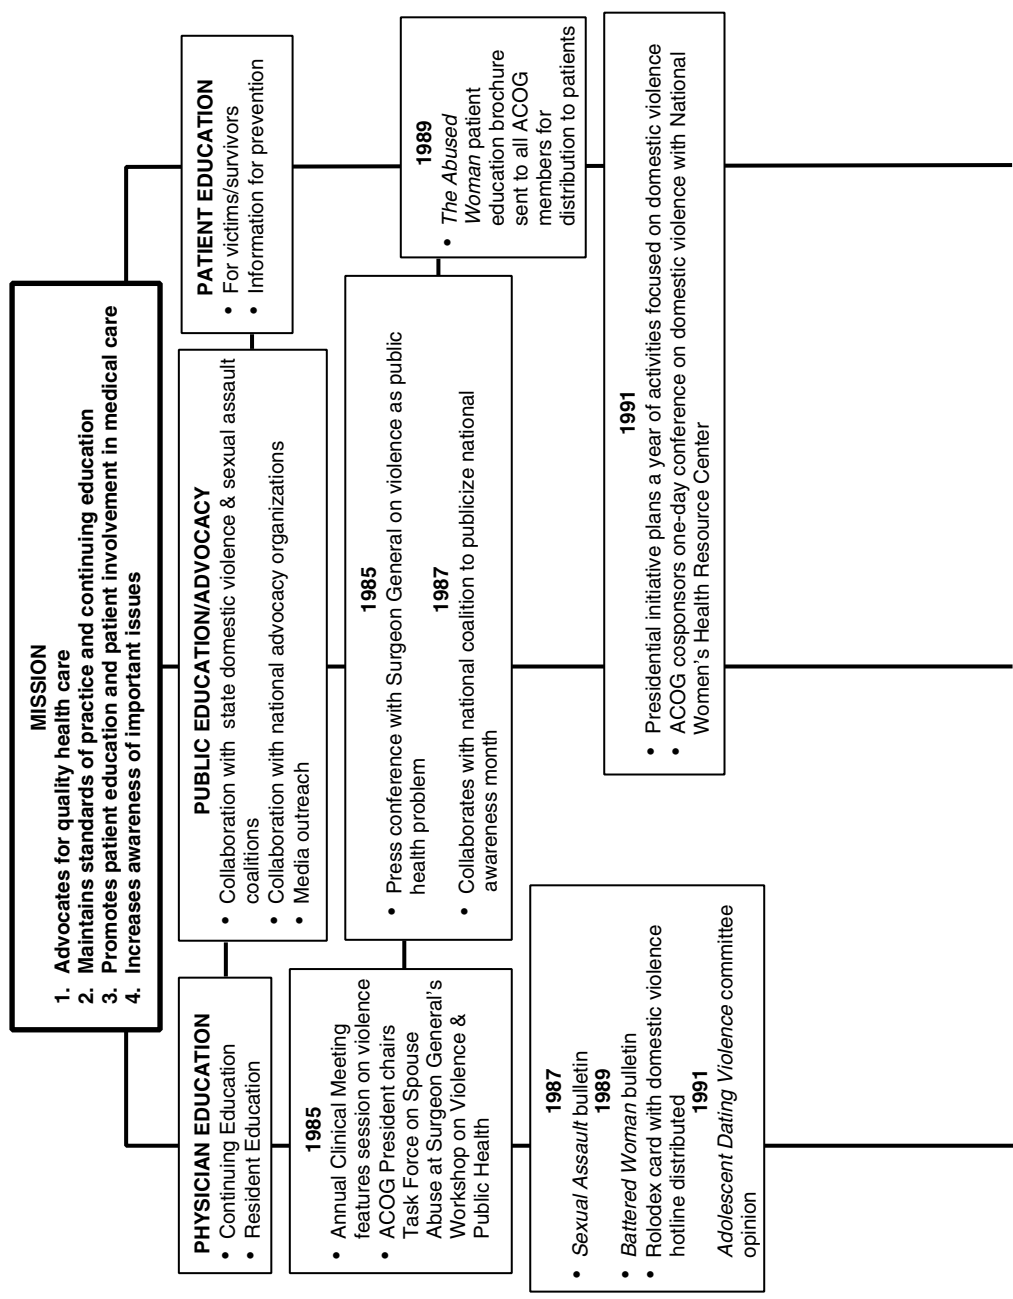 MISSION
1. Advocates for quality health care
2. Maintains standards of practice and continuing education
3. Promotes patient education and patient involvement in medical care
4. Increases awareness of important issues
PHYSICIAN EDUCATION
• Continuing Education
• Resident Education
PUBLIC EDUCATION/ADVOCACY
• Collaboration with state domestic violence & sexual assault
coalitions
• Collaboration with national advocacy organizations
• Media outreach
PATIENT EDUCATION
• For victims/survivors
• Information for prevention
1985
• Annual Clinical Meeting
features session on violence
• ACOG President chairs
Task Force on Spouse
Abuse at Surgeon General's
Workshop on Violence &
Public Health
1985
• Press conference with Surgeon General on violence as public
health problem
1987
• Collaborates with national coalition to publicize national
awareness month
1989
• The Abused
Woman patient
education brochure
sent to all ACOG
members for
distribution to patients
1987
• Sexual Assault bulletin
1989
• Battered Woman bulletin
• Rolodex card with domestic violence
hotline distributed
1991
Adolescent Dating Violence committee
opinion
1991
• Presidential initiative plans a year of activities focused on domestic violence
• ACOG cosponsors one-day conference on domestic violence with National
Women's Health Resource Center